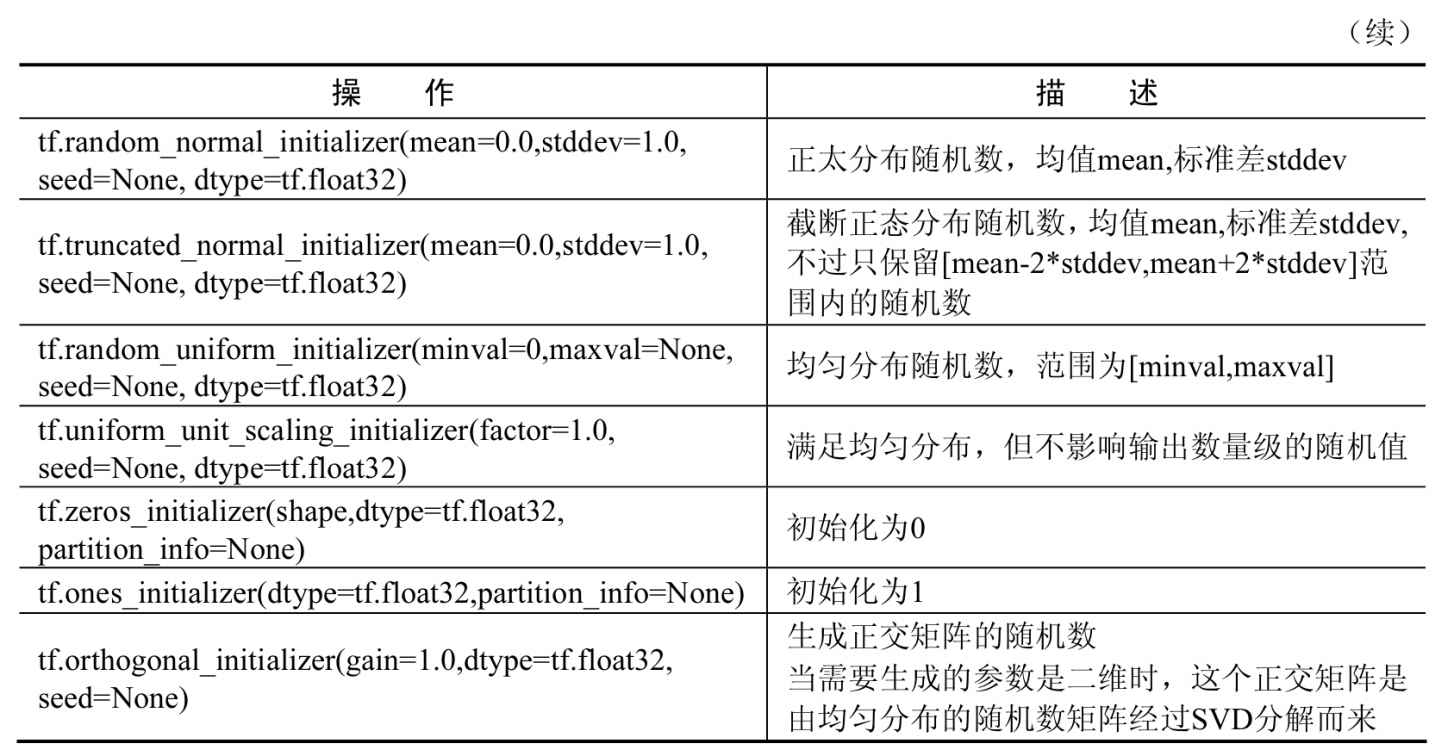 （续）
操 作
描 述
tf.random_normal_initializer(mean=0.0,stddev=1.0,
seed=None, dtype=tf.float32)
正太分布随机数，均值mean,标准差stddev
tf.truncated_normal_initializer(mean=0.0,stddev=1.0,
seed=None, dtype=tf.float32)
截断正态分布随机数，均值mean,标准差stddev,
不过只保留[mean-2*stddev,mean+2*stddev]范
围内的随机数
tf.random_uniform_initializer(minval=0,maxval=None,
seed=None, dtype=tf.float32)
均匀分布随机数，范围为[minval,maxval]
tf.uniform_unit_scaling_initializer(factor=1.0,
seed=None, dtype=tf.float32)
满足均匀分布，但不影响输出数量级的随机值
tf.zeros_initializer(shape,dtype=tf.float32,
partition_info=None)
初始化为0
tf.ones_initializer(dtype=tf.float32,partition_info=None)
初始化为1
tf.orthogonal_initializer(gain=1.0,dtype=tf.float32,
seed=None)
生成正交矩阵的随机数
当需要生成的参数是二维时，这个正交矩阵是
由均匀分布的随机数矩阵经过SVD分解而来